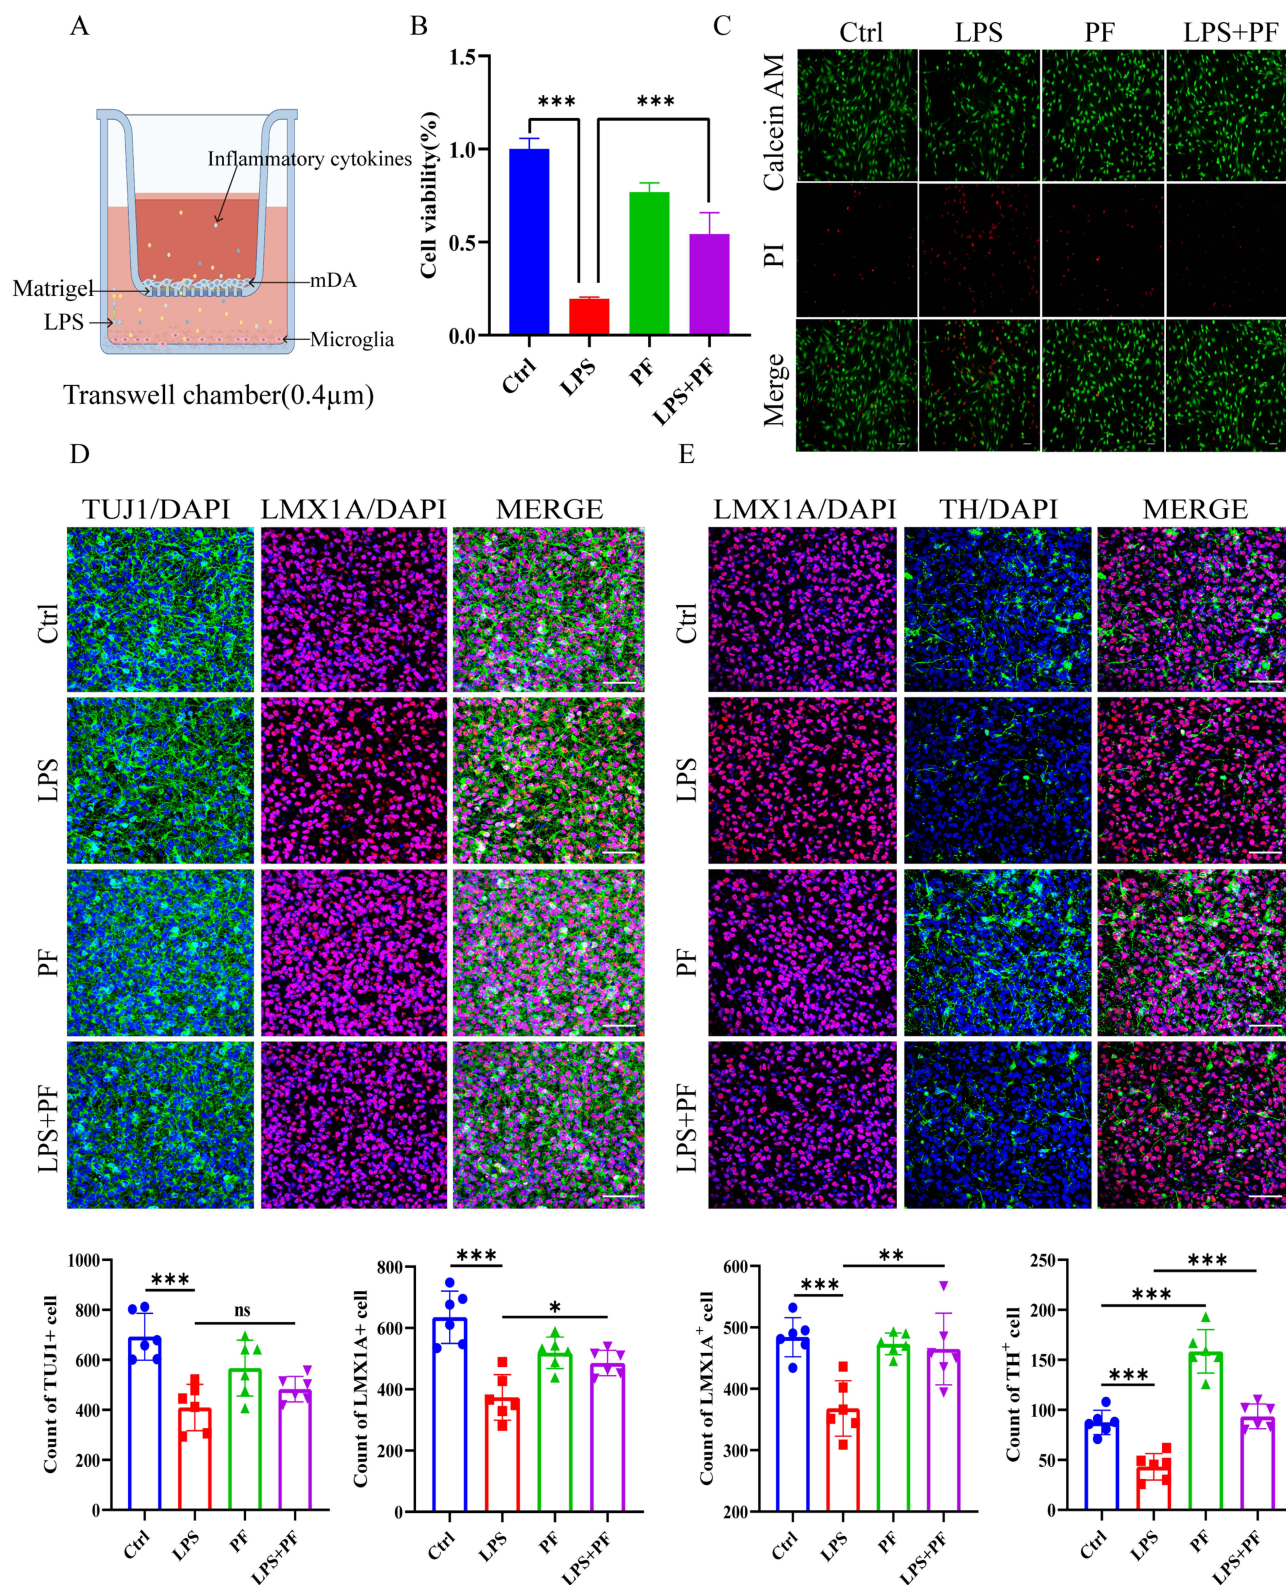 A
Inflammatory cytokines
Matrigel
mDA
LPS
Microglia
Transwell chamber(0.4μm)
B
Cell viability(%)
1.5
1.0
0.5
0.0
***
***
Ctrl
LPS
PF
LPS+PF
C
Ctrl LPS PF LPS+PF
Calcein AM
PI
Merge
D
TUJ1/DAPI LMX1A/DAPI MERGE
Ctrl
LPS
PF
LPS+PF
Count of TUJ1+ cell
1000
800
600
400
200
0
***
ns
Ctrl
LPS
PF
LPS+PF
Count of LMX1A+ cell
800
600
400
200
0
***
*
Ctrl
LPS
PF
LPS+PF
E
LMX1A/DAPI TH/DAPI MERGE
Ctrl
LPS
PF
LPS+PF
Count of LMX1A⁺ cell
600
500
400
300
200
***
**
Ctrl
LPS
PF
LPS+PF
Count of TH⁺ cell
250
200
150
100
50
0
***
***
***
Ctrl
LPS
PF
LPS+PF